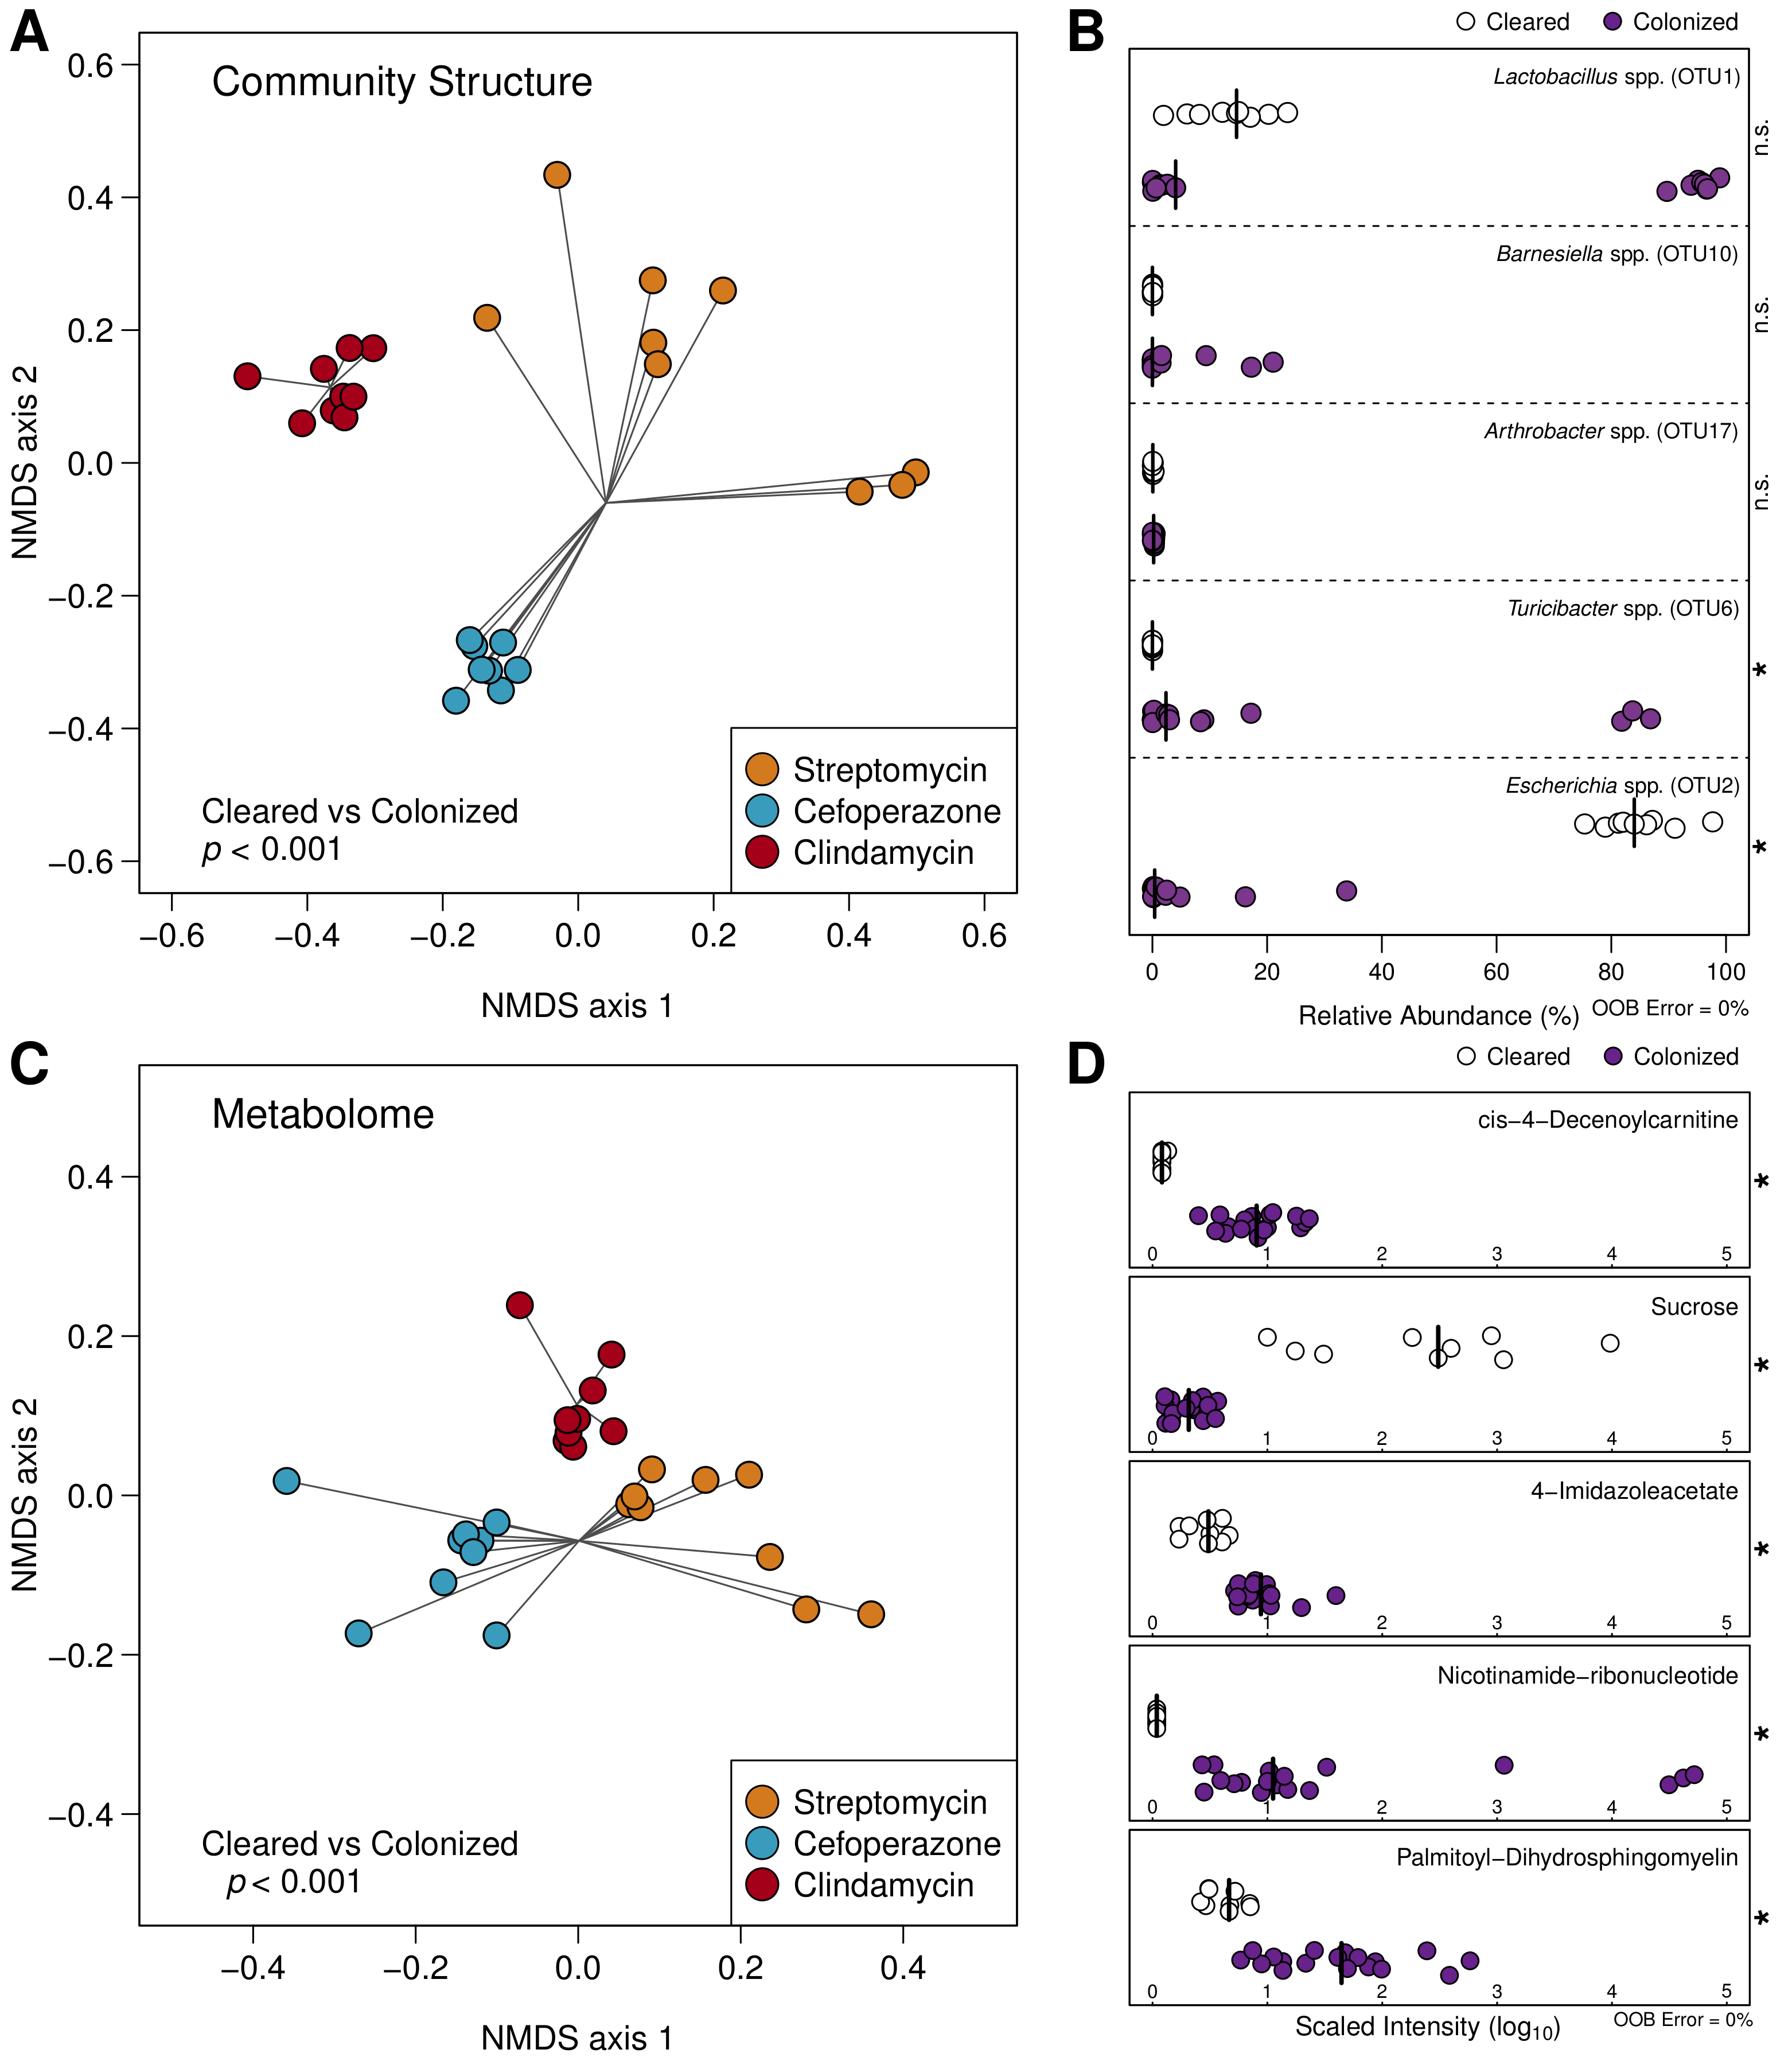 A
Community Structure
NMDS axis 2
0.6
0.4
0.2
0.0
−0.2
−0.4
−0.6
Streptomycin
Cefoperazone
Clindamycin
Cleared vs Colonized
p < 0.001
−0.6 −0.4 −0.2 0.0 0.2 0.4 0.6
NMDS axis 1
B
Cleared Colonized
Lactobacillus spp. (OTU1)
n.s.
Barnesiella spp. (OTU10)
n.s.
Arthrobacter spp. (OTU17)
n.s.
Turicibacter spp. (OTU6)
*
Escherichia spp. (OTU2)
*
0 20 40 60 80 100
Relative Abundance (%) OOB Error = 0%
C
Metabolome
NMDS axis 2
0.4
0.2
0.0
−0.2
−0.4
Streptomycin
Cefoperazone
Clindamycin
Cleared vs Colonized
p < 0.001
−0.4 −0.2 0.0 0.2 0.4
NMDS axis 1
D
Cleared Colonized
cis−4−Decenoylcarnitine
*
0 1 2 3 4 5
Sucrose
*
0 1 2 3 4 5
4−Imidazoleacetate
*
0 1 2 3 4 5
Nicotinamide−ribonucleotide
*
0 1 2 3 4 5
Palmitoyl−Dihydrosphingomyelin
*
0 1 2 3 4 5
Scaled Intensity (log10) OOB Error = 0%